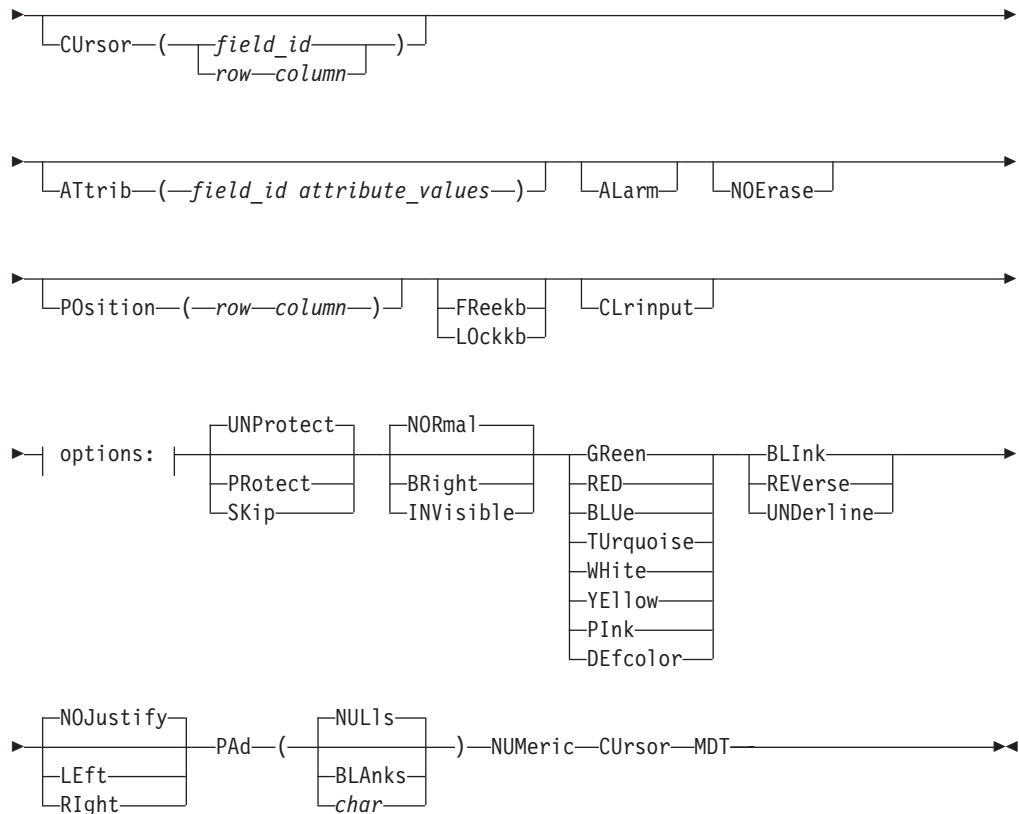 CUrsor ( field_id )
row column
ATtrib ( field_id attribute_values ) ALarm NOErase
POsition ( row column ) FReekb CLrinput
LOckkb
UNProtect NORmal
options: GReen BLInk
PRotect BRight RED REVerse
SKip INVisible BLUe UNDerline
TUrquoise
WHite
YEllow
PInk
DEfcolor
NOJustify NULls
PAd ( ) NUMeric CUrsor MDT
LEft BLAnks
RIght char